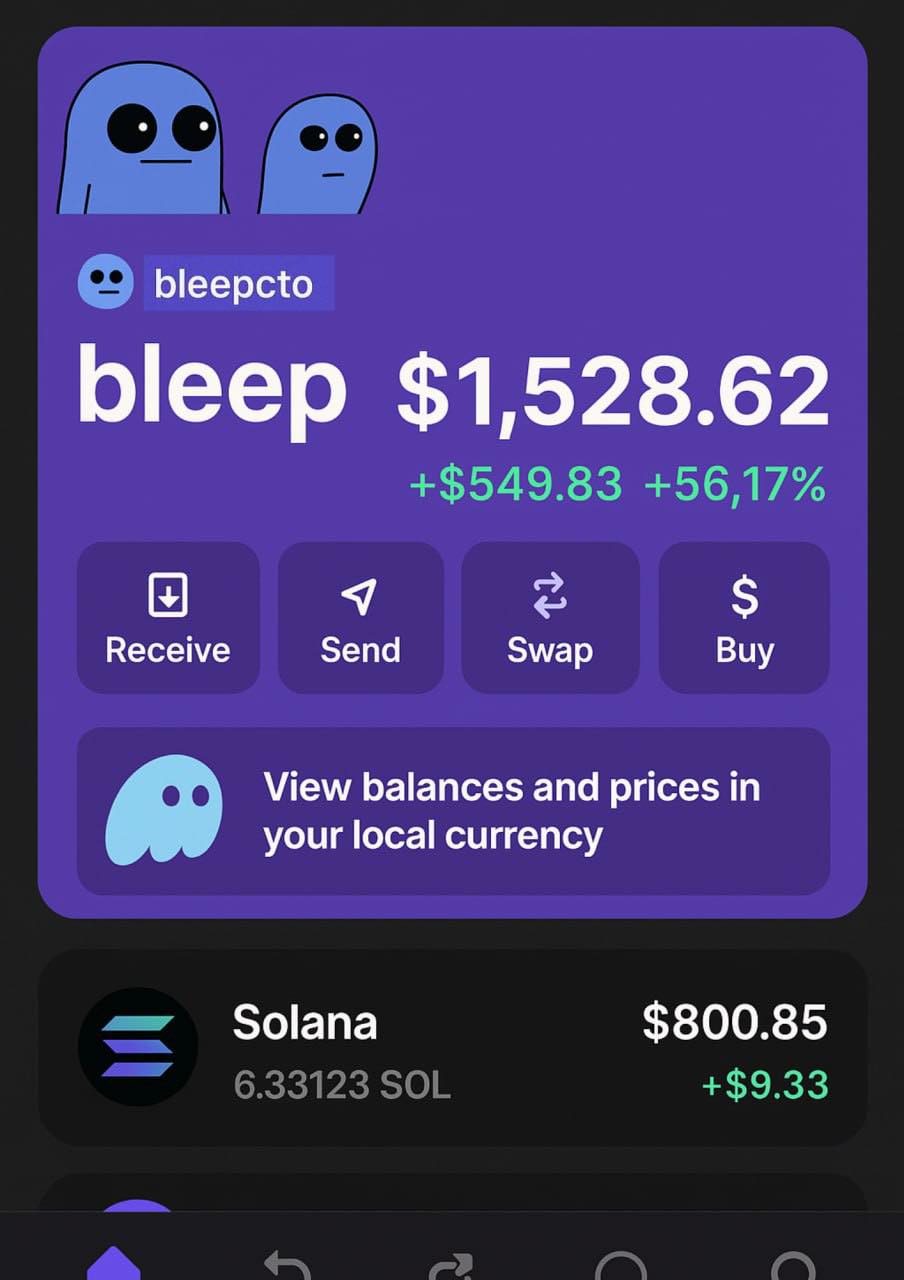 bleepcto
bleep $1,528.62
+$549.83 +56,17%
Receive Send Swap Buy
View balances and prices in
your local currency
Solana $800.85
6.33123 SOL +$9.33